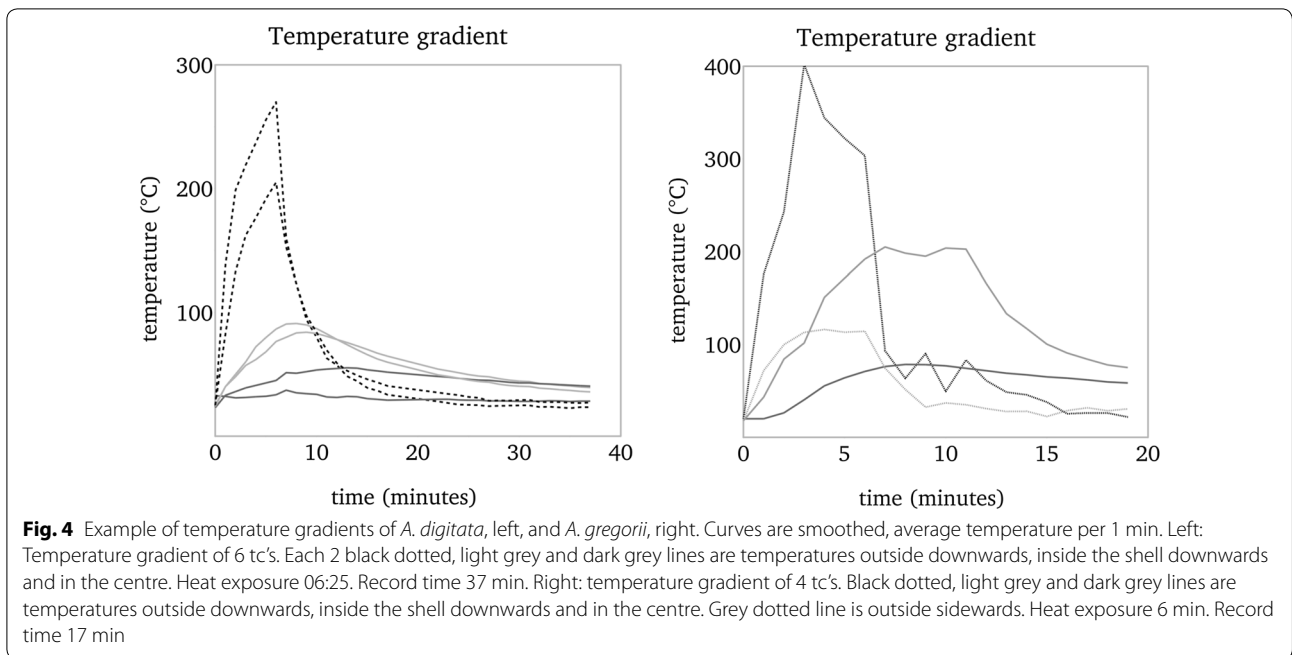 Temperature gradient
300
200
100
temperature (°C)
0
10
20
30
40
time (minutes)
Temperature gradient
400
300
200
100
temperature (°C)
0
5
10
15
20
time (minutes)
Fig. 4 Example of temperature gradients of A. digitata, left, and A. gregorii, right. Curves are smoothed, average temperature per 1 min. Left:
Temperature gradient of 6 tc's. Each 2 black dotted, light grey and dark grey lines are temperatures outside downwards, inside the shell downwards
and in the centre. Heat exposure 06:25. Record time 37 min. Right: temperature gradient of 4 tc's. Black dotted, light grey and dark grey lines are
temperatures outside downwards, inside the shell downwards and in the centre. Grey dotted line is outside sidewards. Heat exposure 6 min. Record
time 17 min